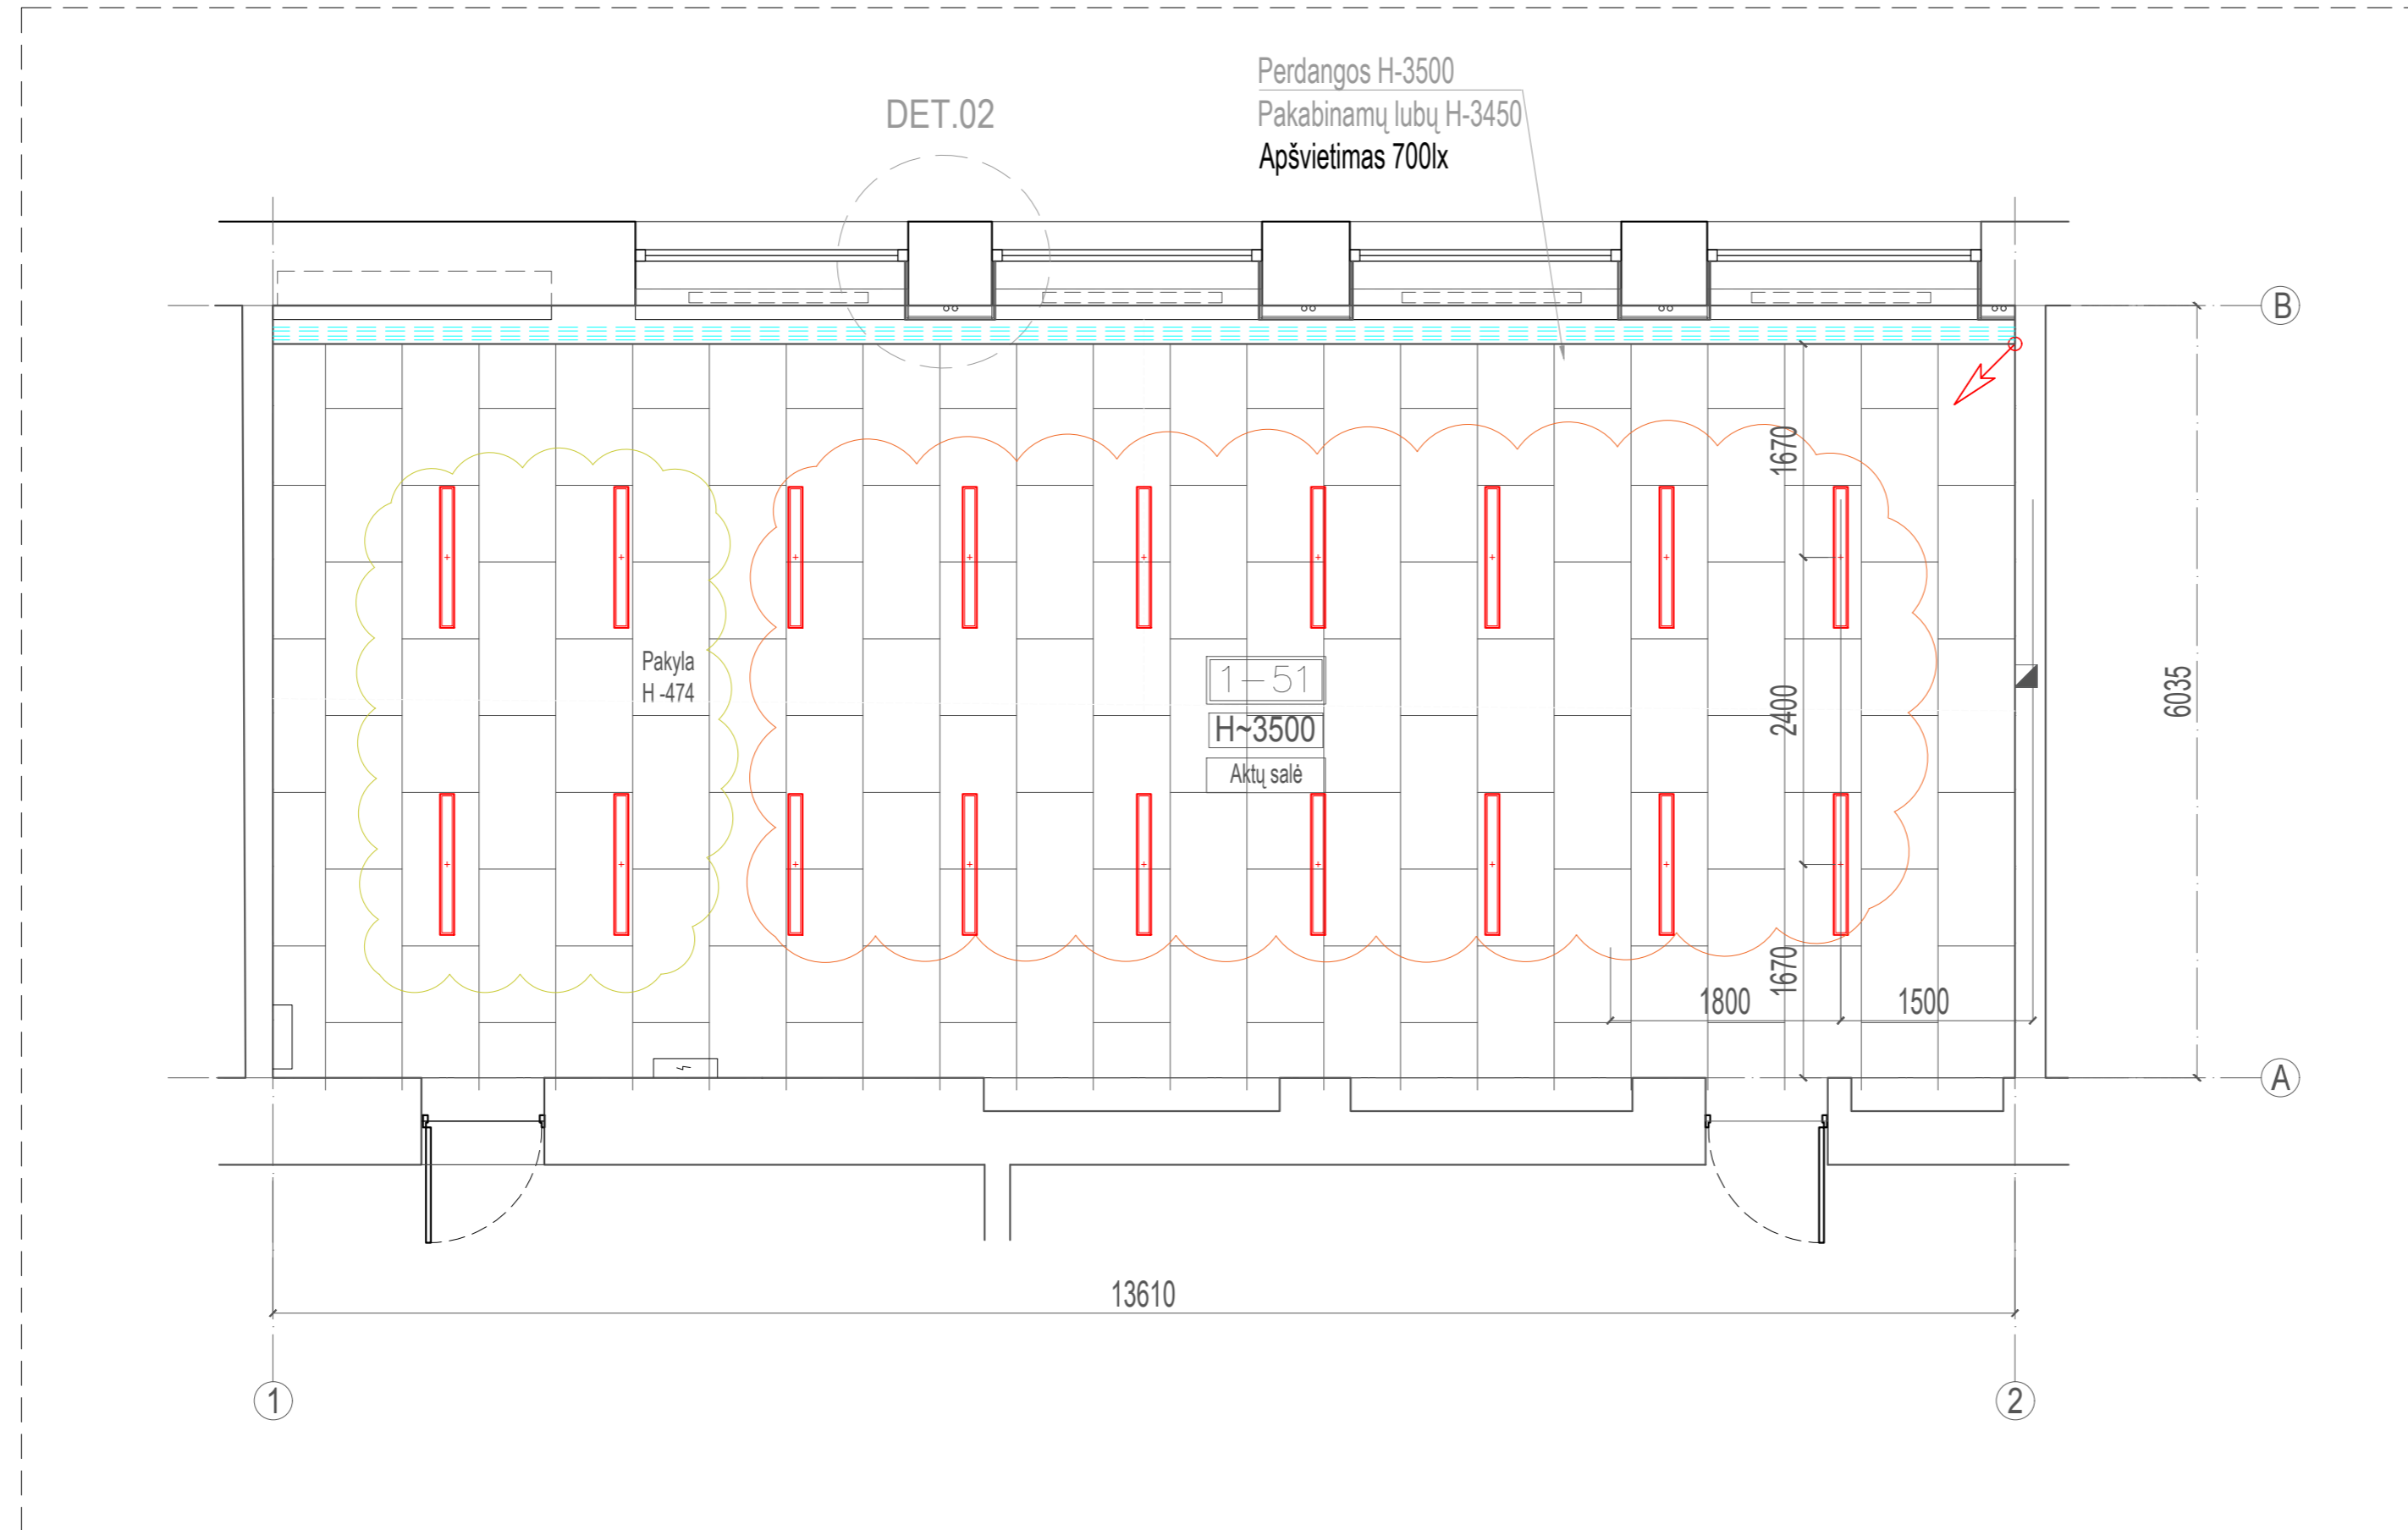 Perdangos H-3500
Pakabinamų lubų H-3450
Apšvietimas 700lx
DET.02
B
1670
Pakyla
H -474
1-51
H~3500
Aktų salė
2400
6035
1670
1800
1500
A
13610
1
2